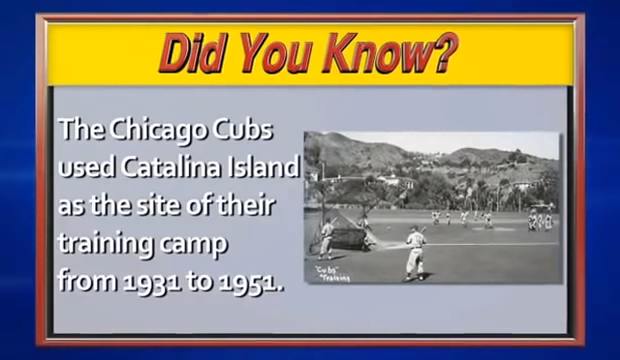 Did You Know?
The Chicago Cubs
used Catalina Island
as the site of their
training camp
from 1931 to 1951.
"Cubs"
Training